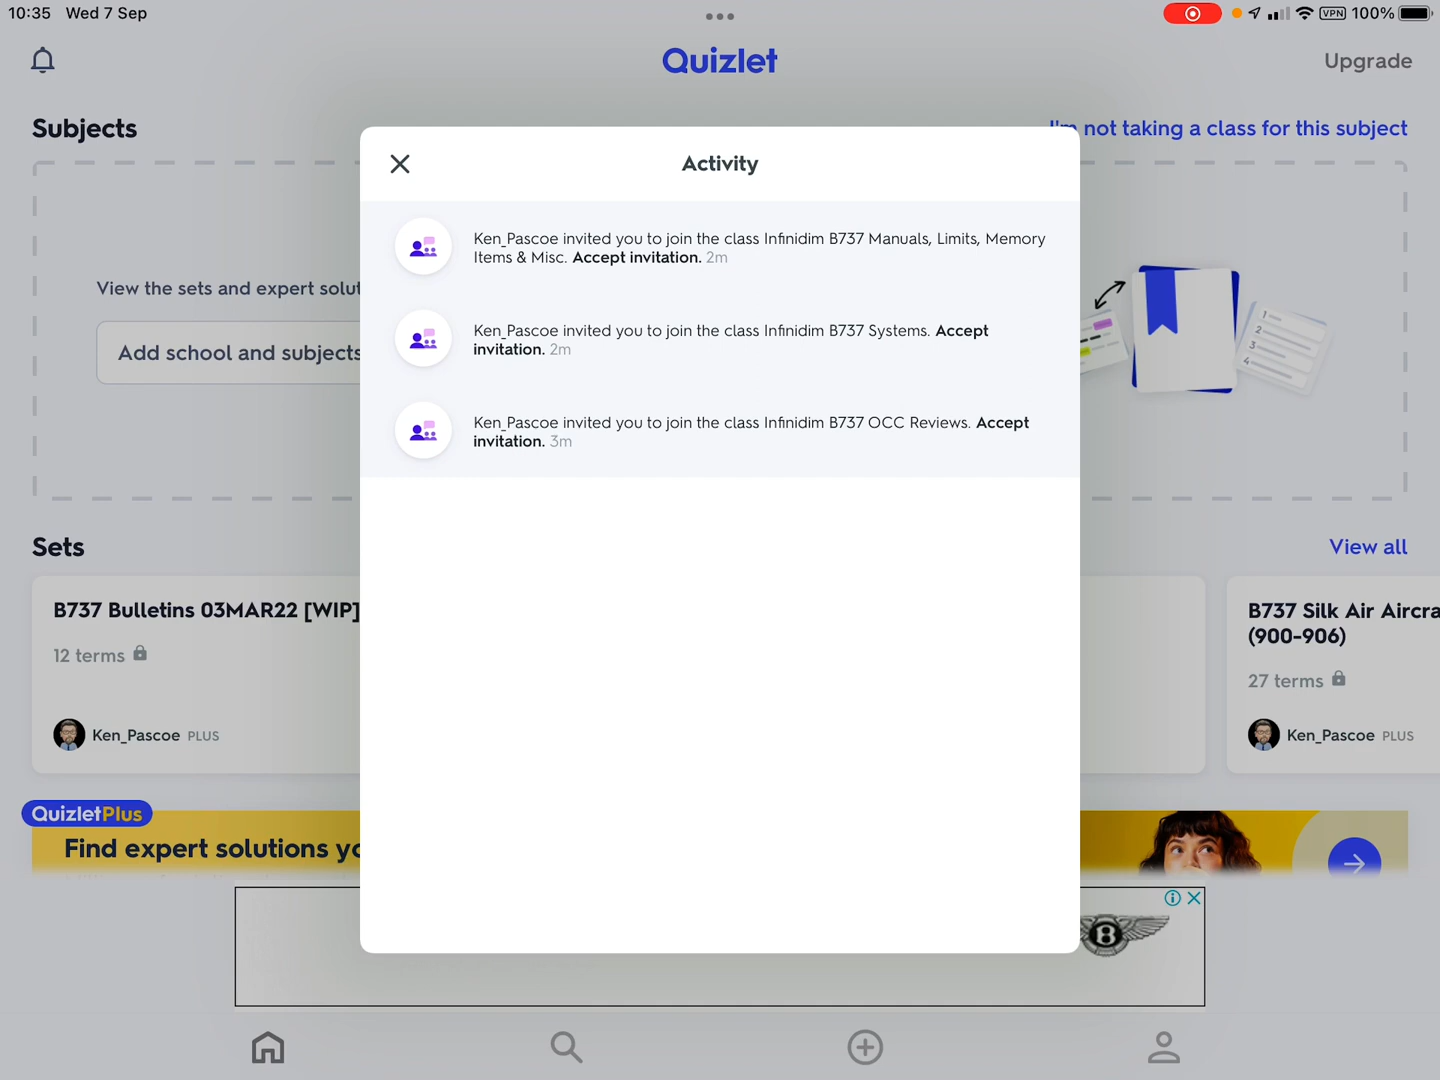 10:35 Wed 7 Sep
VPN 100%
Quizlet
Upgrade
Subjects
I'm not taking a class for this subject
Activity
Ken_Pascoe invited you to join the class Infinidim B737 Manuals, Limits, Memory
Items & Misc. Accept invitation. 2m
View the sets and expert solut
Ken_Pascoe invited you to join the class Infinidim B737 Systems. Accept
invitation. 2m
Add school and subjects
Ken_Pascoe invited you to join the class Infinidim B737 OCC Reviews. Accept
invitation. 3m
1
2
3
4
Sets
View all
B737 Bulletins 03MAR22 [WIP]
12 terms
Ken_Pascoe PLUS
B737 Silk Air Aircra
(900-906)
27 terms
Ken_Pascoe PLUS
QuizletPlus
Find expert solutions yo
B